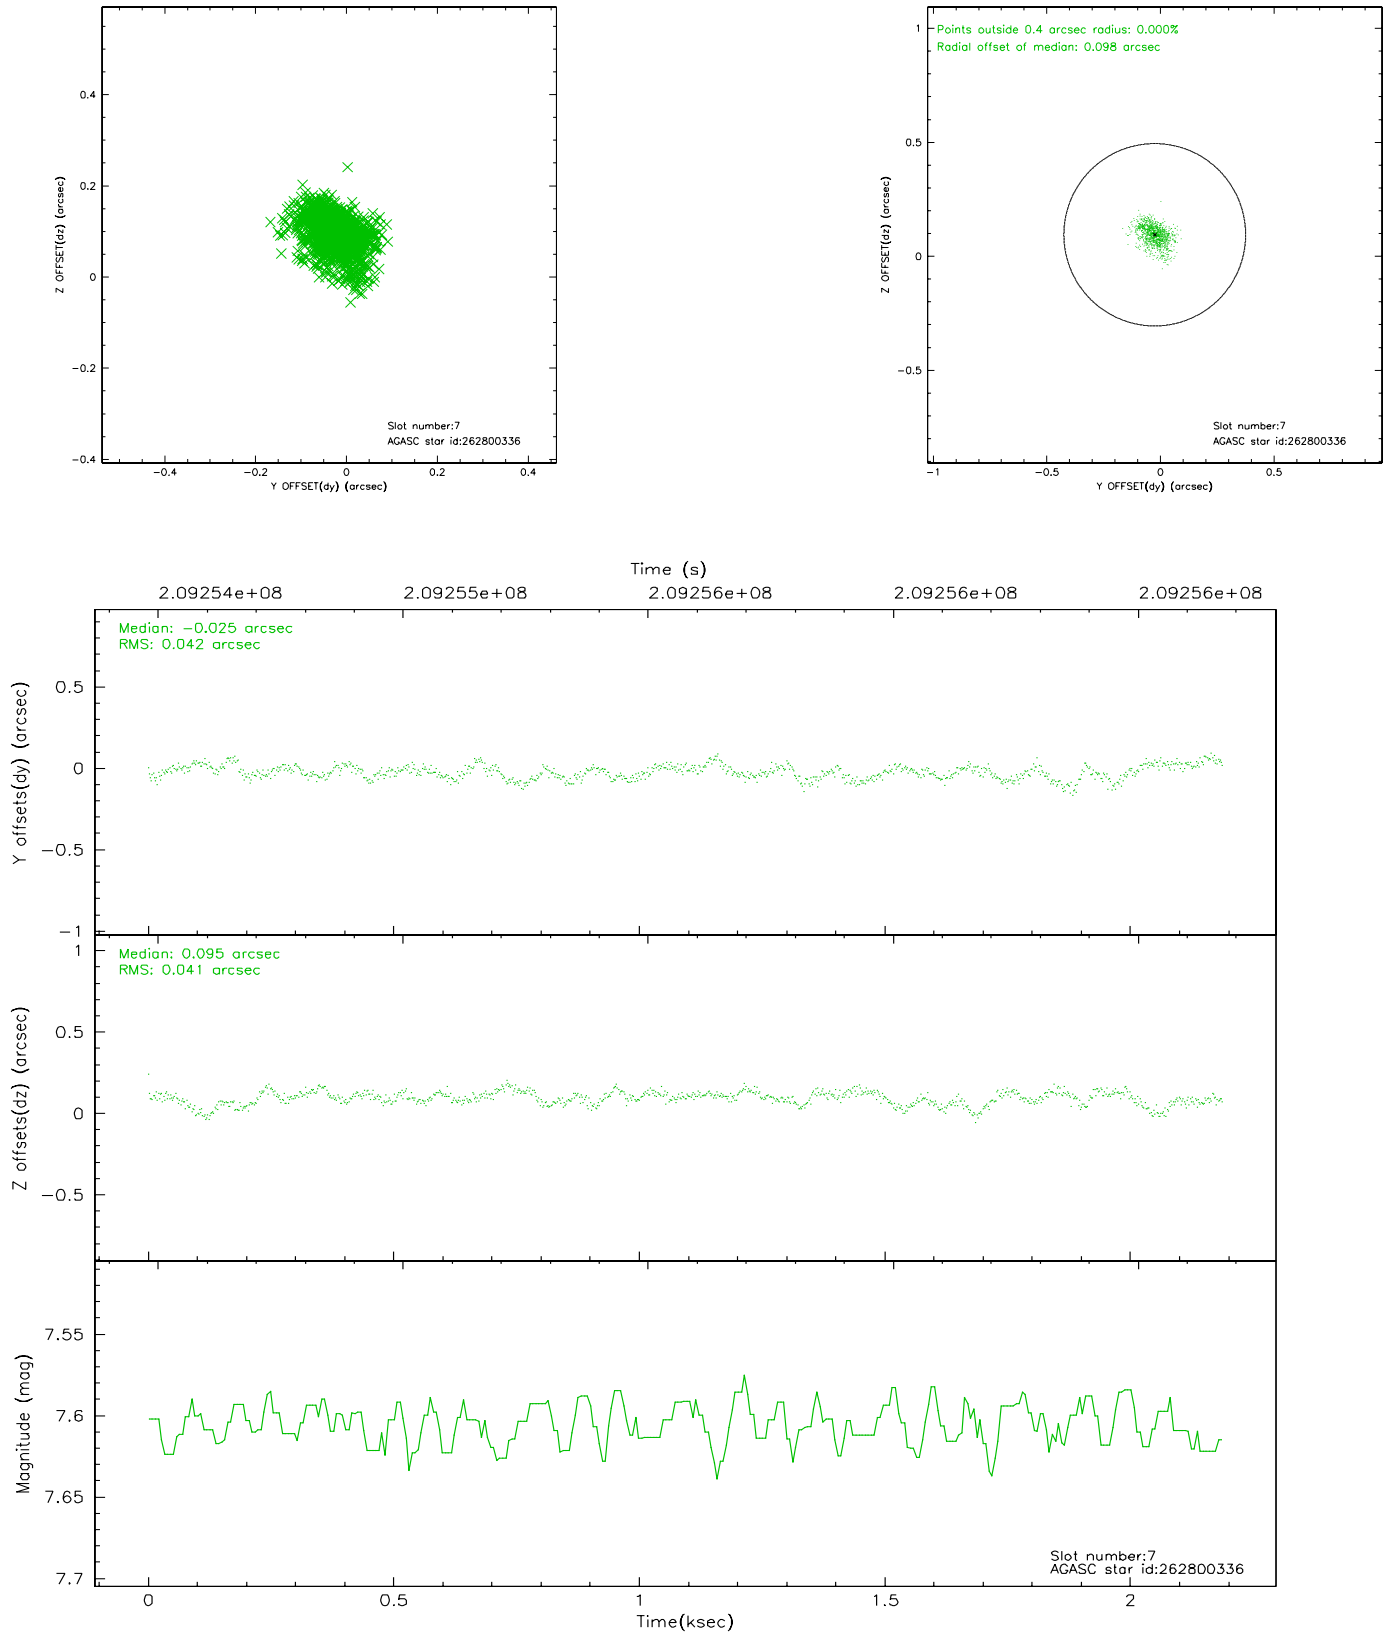 0.4
0.2
0
−0.2
−0.4
Z OFFSET(dz) (arcsec)
Slot number:7
AGASC star id:262800336
−0.4 −0.2 0 0.2 0.4
Y OFFSET(dy) (arcsec)
Points outside 0.4 arcsec radius: 0.000%
Radial offset of median: 0.098 arcsec
1
0.5
0
−0.5
Z OFFSET(dz) (arcsec)
Slot number:7
AGASC star id:262800336
−1 −0.5 0 0.5
Y OFFSET(dy) (arcsec)
Time (s)
2.09254e+08 2.09255e+08 2.09256e+08 2.09256e+08 2.09256e+08
Median: −0.025 arcsec
RMS: 0.042 arcsec
0.5
0
−0.5
−1
Y offsets(dy) (arcsec)
Median: 0.095 arcsec
RMS: 0.041 arcsec
1
0.5
0
−0.5
Z offsets(dz) (arcsec)
7.55
7.6
7.65
7.7
Magnitude (mag)
Slot number:7
AGASC star id:262800336
0 0.5 1 1.5 2
Time(ksec)